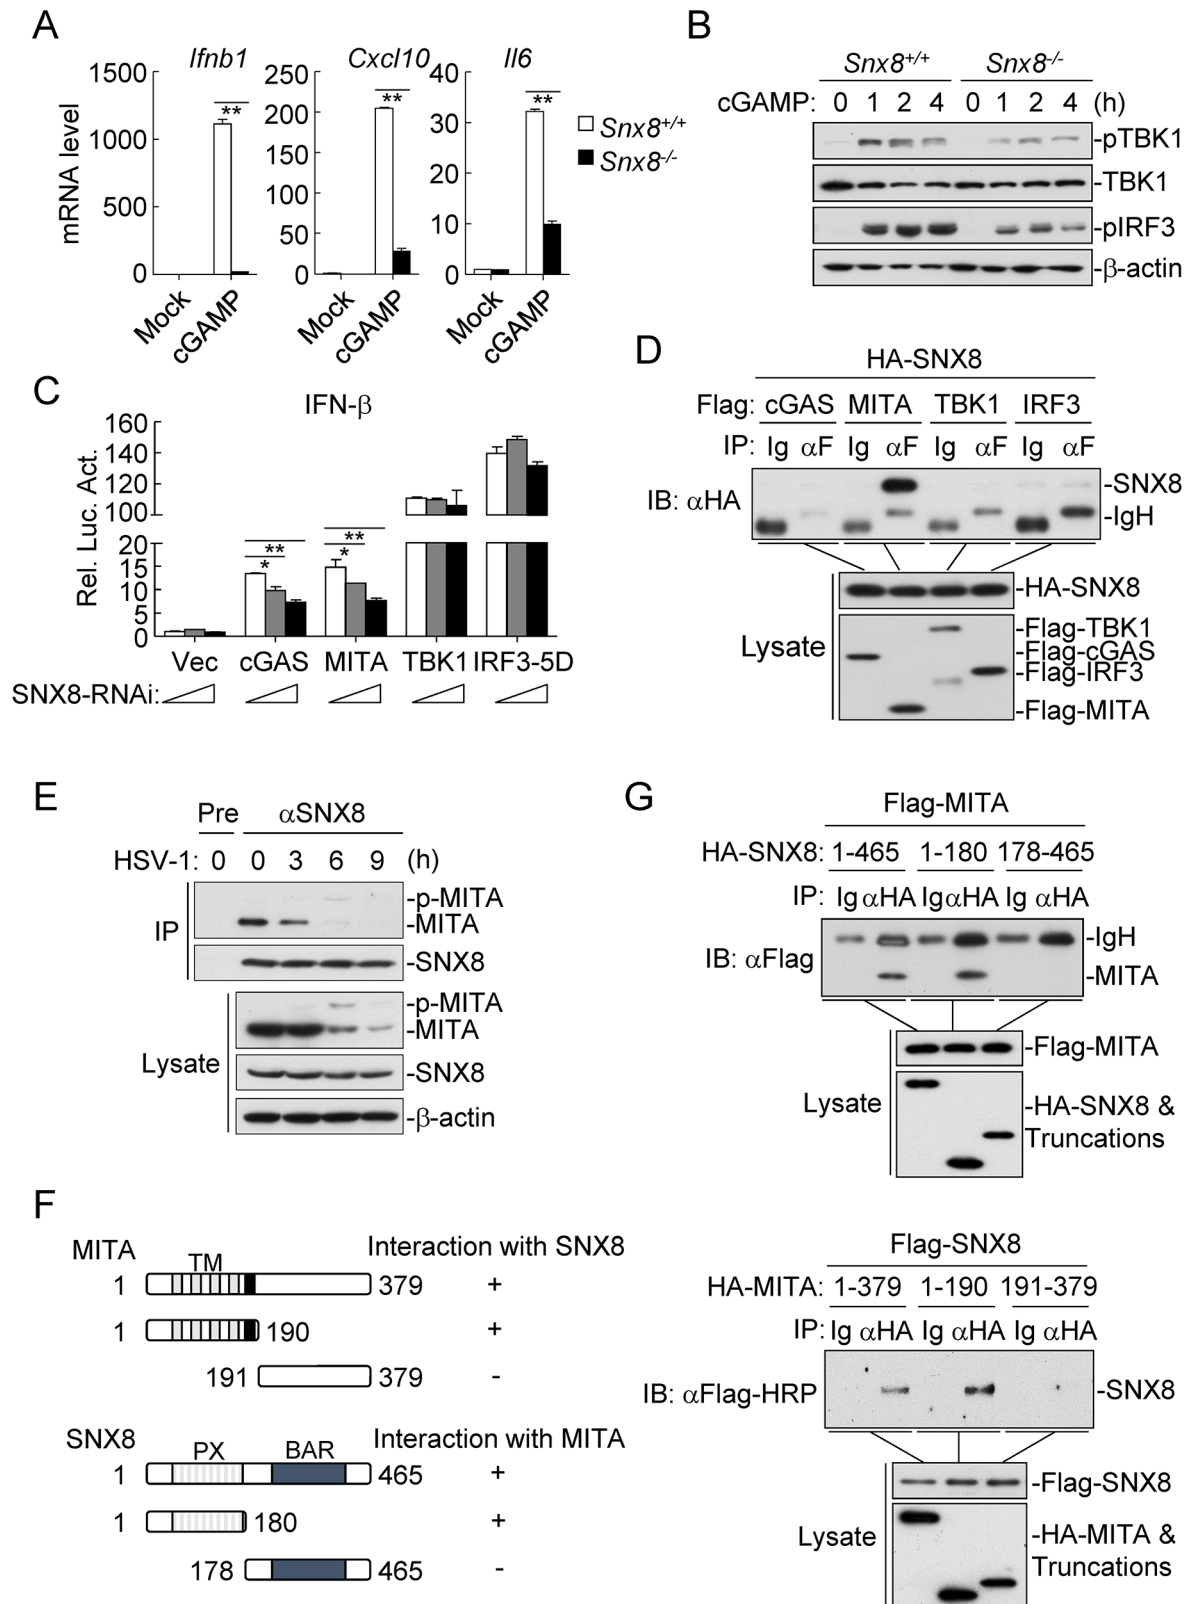 A
Ifnb1
Cxcl10
Il6
mRNA level
1500
1000
500
0
250
200
150
100
50
0
40
30
20
10
0
**
**
**
Snx8+/+
Snx8-/-
Mock
cGAMP
Mock
cGAMP
Mock
cGAMP
B
Snx8+/+ Snx8-/-
cGAMP: 0 1 2 4 0 1 2 4 (h)
-pTBK1
-TBK1
-pIRF3
-β-actin
C
IFN-β
Rel. Luc. Act.
160
140
120
100
20
15
10
5
0
**
*
**
*
Vec cGAS MITA TBK1 IRF3-5D
SNX8-RNAi:
D
HA-SNX8
Flag: cGAS MITA TBK1 IRF3
IP: Ig αF Ig αF Ig αF Ig αF
IB: αHA
-SNX8
-IgH
-HA-SNX8
Lysate
-Flag-TBK1
-Flag-cGAS
-Flag-IRF3
-Flag-MITA
E
Pre αSNX8
HSV-1: 0 0 3 6 9 (h)
IP
-p-MITA
-MITA
-SNX8
Lysate
-p-MITA
-MITA
-SNX8
-β-actin
F
MITA
TM
Interaction with SNX8
1 379 +
1 190 +
191 379 -
SNX8
PX BAR
Interaction with MITA
1 465 +
1 180 +
178 465 -
G
Flag-MITA
HA-SNX8: 1-465 1-180 178-465
IP: Ig αHA Ig αHA Ig αHA
IB: αFlag
-IgH
-MITA
-Flag-MITA
Lysate
-HA-SNX8 &
Truncations
Flag-SNX8
HA-MITA: 1-379 1-190 191-379
IP: Ig αHA Ig αHA Ig αHA
IB: αFlag-HRP
-SNX8
-Flag-SNX8
Lysate
-HA-MITA &
Truncations